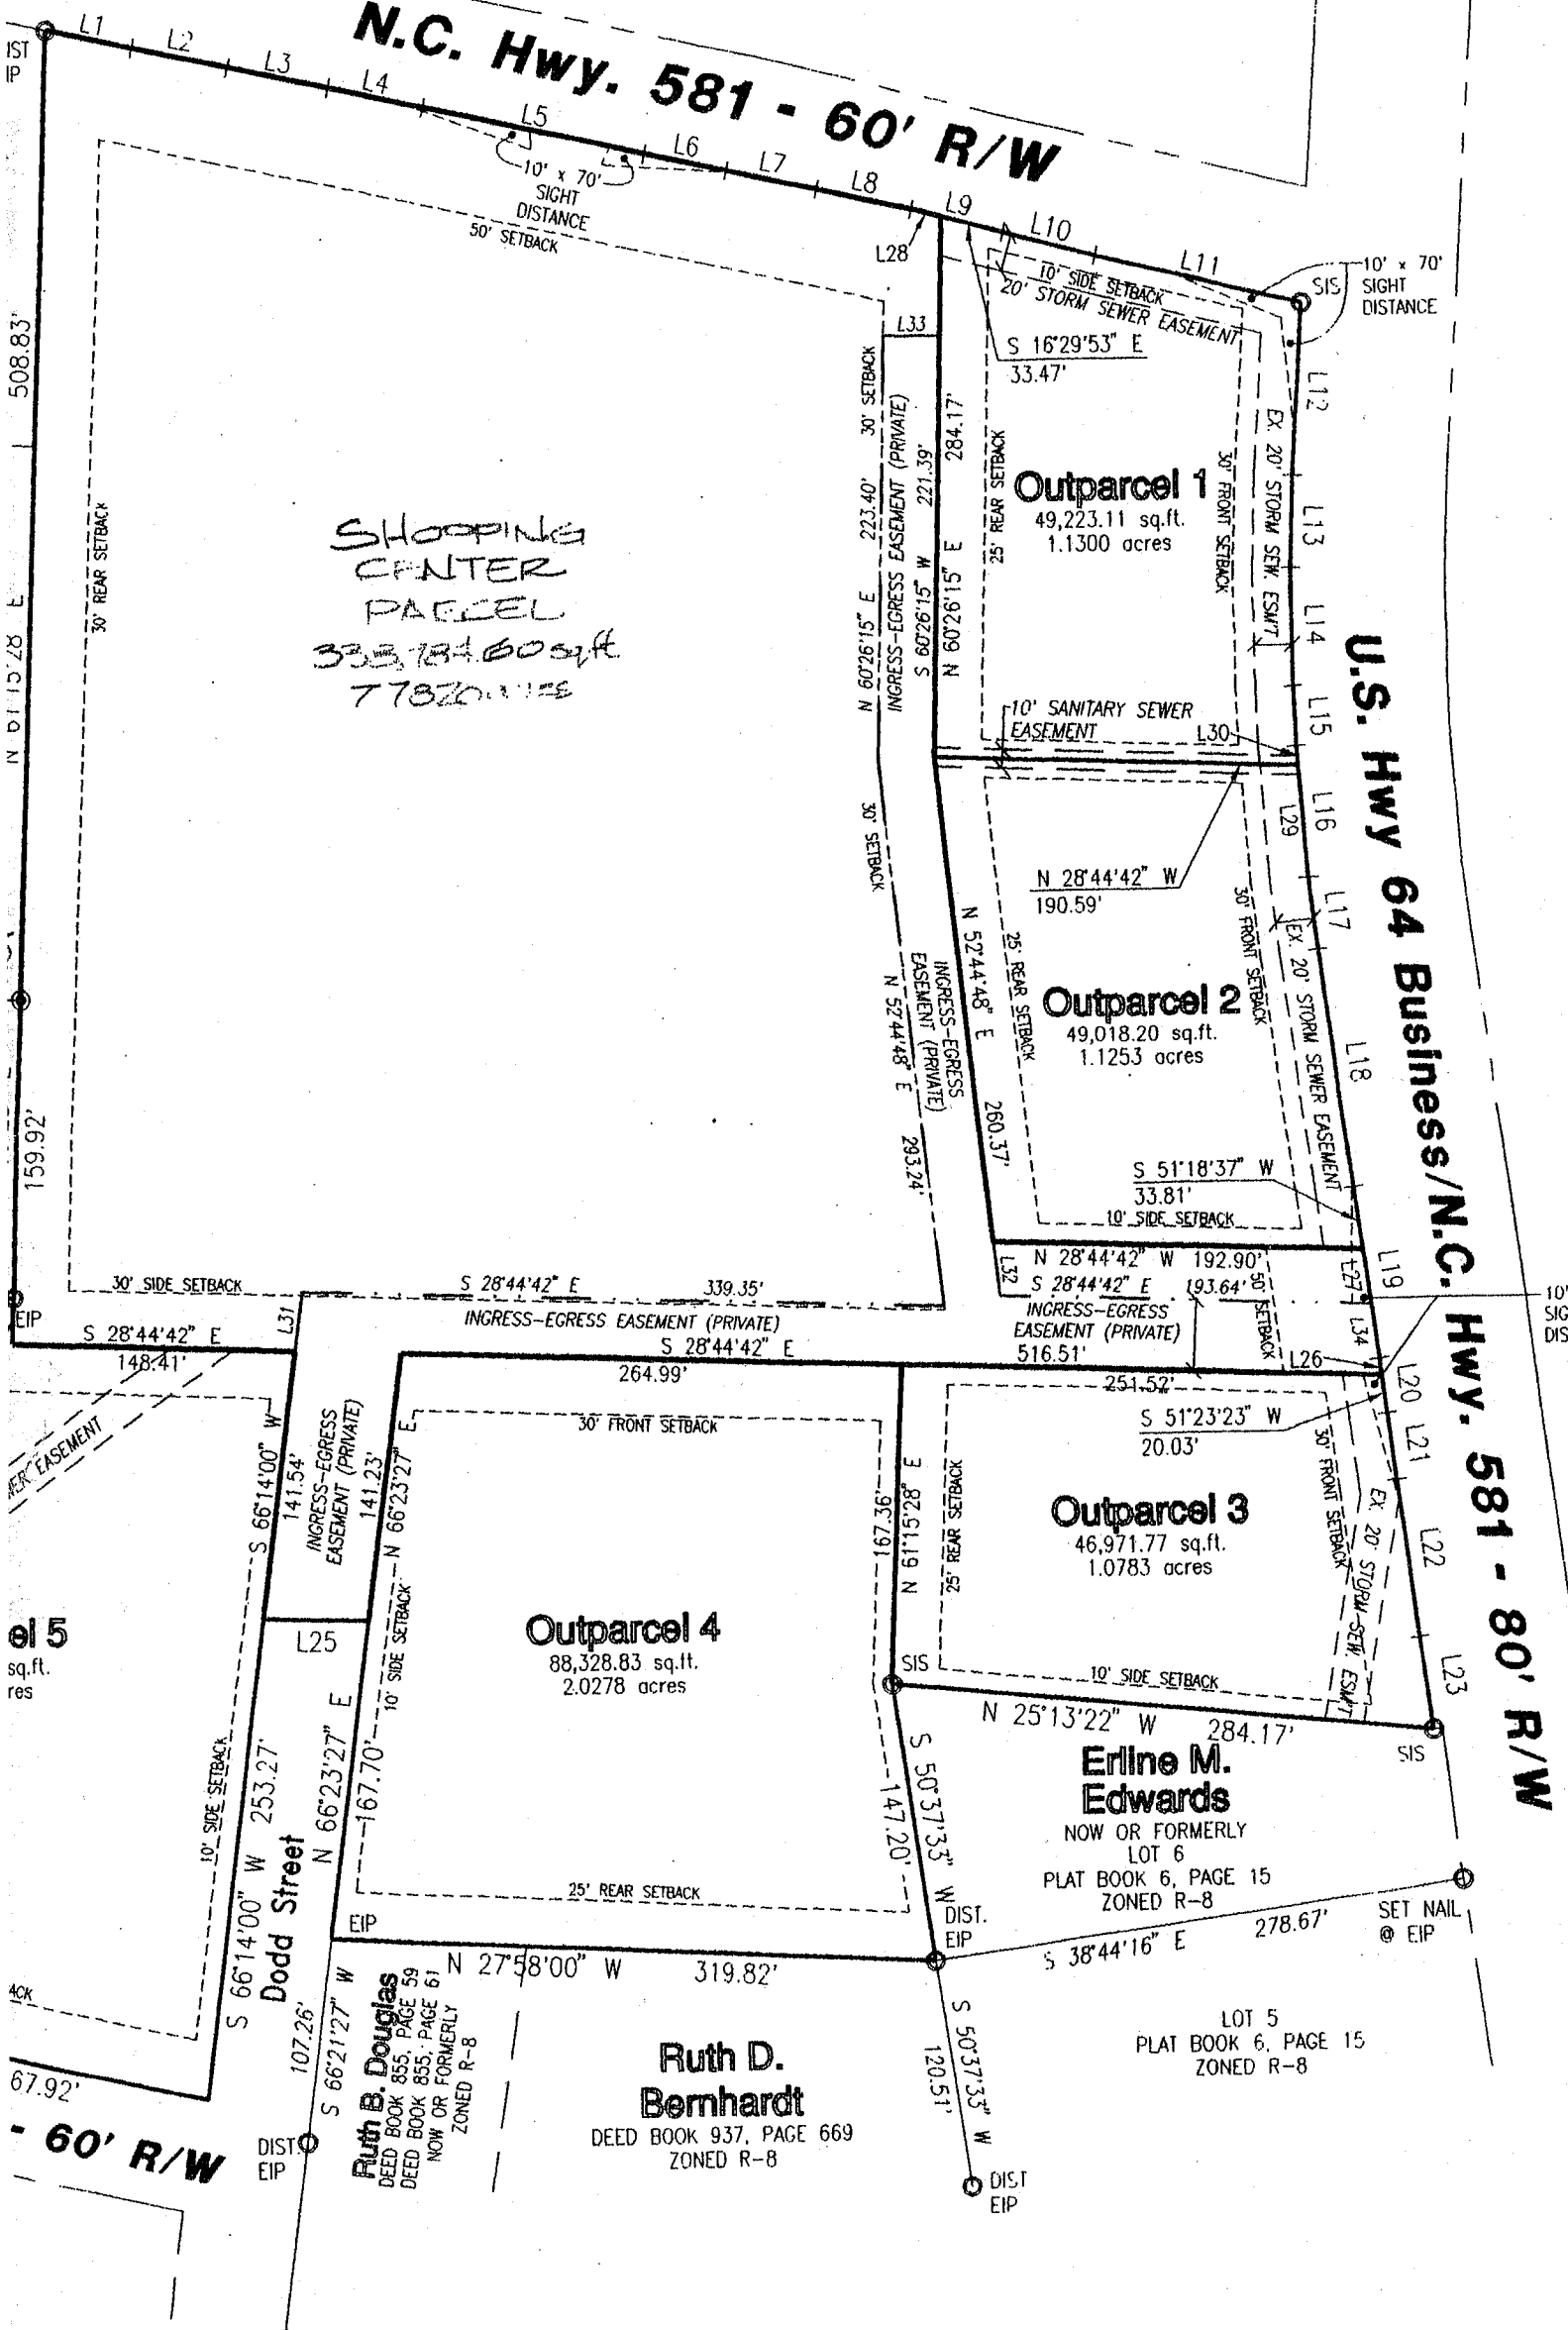 N.C. Hwy. 581 - 60' R/W
IST
IP
L1
L2
L3
L4
L5
L6
L7
L8
L9
L10
L11
10' x 70'
SIGHT
DISTANCE
50' SETBACK
L28
10' SIDE SETBACK
20' STORM SEWER EASEMENT
SIS
10' x 70'
SIGHT
DISTANCE
L33
S 16°29'53" E
33.47'
508.83'
N 61°15'28" E
30' REAR SETBACK
SHOPPING
CENTER
PARCEL
30' SETBACK
N 60°26'15" E 223.40'
INGRESS-EGRESS EASEMENT (PRIVATE)
S 60°26'15" W 221.39'
N 60°26'15" E 284.17'
25' REAR SETBACK
Outparcel 1
49,223.11 sq.ft.
1.1300 acres
30' FRONT SETBACK
EX. 20' STORM SEW. ESM'T
L12
L13
L14
L15
10' SANITARY SEWER
EASEMENT
L30
U.S. Hwy 64 Business/N.C. Hwy. 581 - 80' R/W
30' SETBACK
N 28°44'42" W
190.59'
L29
L16
L17
L18
N 52°44'48" E 260.37'
INGRESS-EGRESS
EASEMENT (PRIVATE)
N 52°44'48" E 293.24'
25' REAR SETBACK
Outparcel 2
49,018.20 sq.ft.
1.1253 acres
30' FRONT SETBACK
EX. 20' STORM SEWER EASEMENT
S 51°18'37" W
33.81'
10' SIDE SETBACK
159.92'
EIP
30' SIDE SETBACK
S 28°44'42" E 339.35'
INGRESS-EGRESS EASEMENT (PRIVATE)
L31
L32
N 28°44'42" W 192.90'
S 28°44'42" E 193.64'
INGRESS-EGRESS
EASEMENT (PRIVATE)
50' SETBACK
L27
L19
L34
L26
10'
SIG
DIS
S 28°44'42" E
148.41'
S 28°44'42" E 516.51'
264.99'
251.52'
S 51°23'23" W
20.03'
L20
L21
L22
L23
EASEMENT
S 66°14'00" W
141.54'
INGRESS-EGRESS
EASEMENT (PRIVATE)
141.23'
N 66°23'27" E
30' FRONT SETBACK
10' SIDE SETBACK
167.36'
N 61°15'28" E
25' REAR SETBACK
Outparcel 3
46,971.77 sq.ft.
1.0783 acres
30' FRONT SETBACK
EX. 20' STORM SEW. ESM'T
el 5
sq.ft.
res
L25
Outparcel 4
88,328.83 sq.ft.
2.0278 acres
SIS
10' SIDE SETBACK
N 25°13'22" W 284.17'
SIS
Erline M.
Edwards
NOW OR FORMERLY
LOT 6
PLAT BOOK 6, PAGE 15
ZONED R-8
S 50°37'33" W
147.20'
10' SIDE SETBACK
S 66°14'00" W 253.27'
Dodd Street
N 66°23'27" E
167.70'
25' REAR SETBACK
EIP
DIST.
EIP
N 27°58'00" W 319.82'
S 38°44'16" E 278.67'
SET NAIL
@ EIP
ACK
67.92'
- 60' R/W
107.26'
S 66°21'27" W
DIST.
EIP
Ruth B. Douglas
DEED BOOK 855, PAGE 59
DEED BOOK 855, PAGE 61
NOW OR FORMERLY
ZONED R-8
Ruth D.
Bernhardt
DEED BOOK 937, PAGE 669
ZONED R-8
S 50°37'33" W
120.51'
DIST
EIP
LOT 5
PLAT BOOK 6, PAGE 15
ZONED R-8